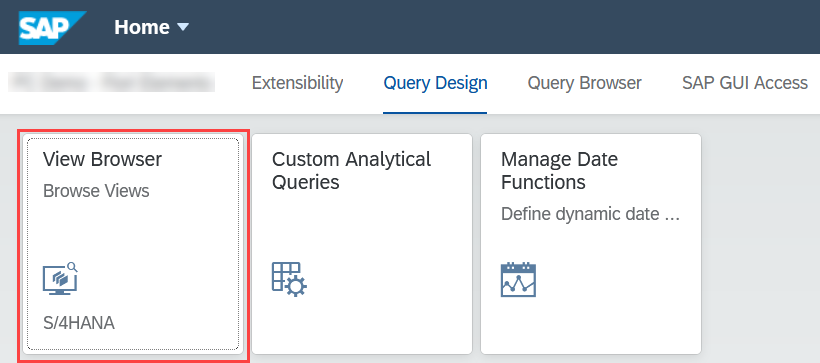 SAP Home
Extensibility Query Design Query Browser SAP GUI Access
View Browser
Browse Views
S/4HANA
Custom Analytical
Queries
Manage Date
Functions
Define dynamic date ...